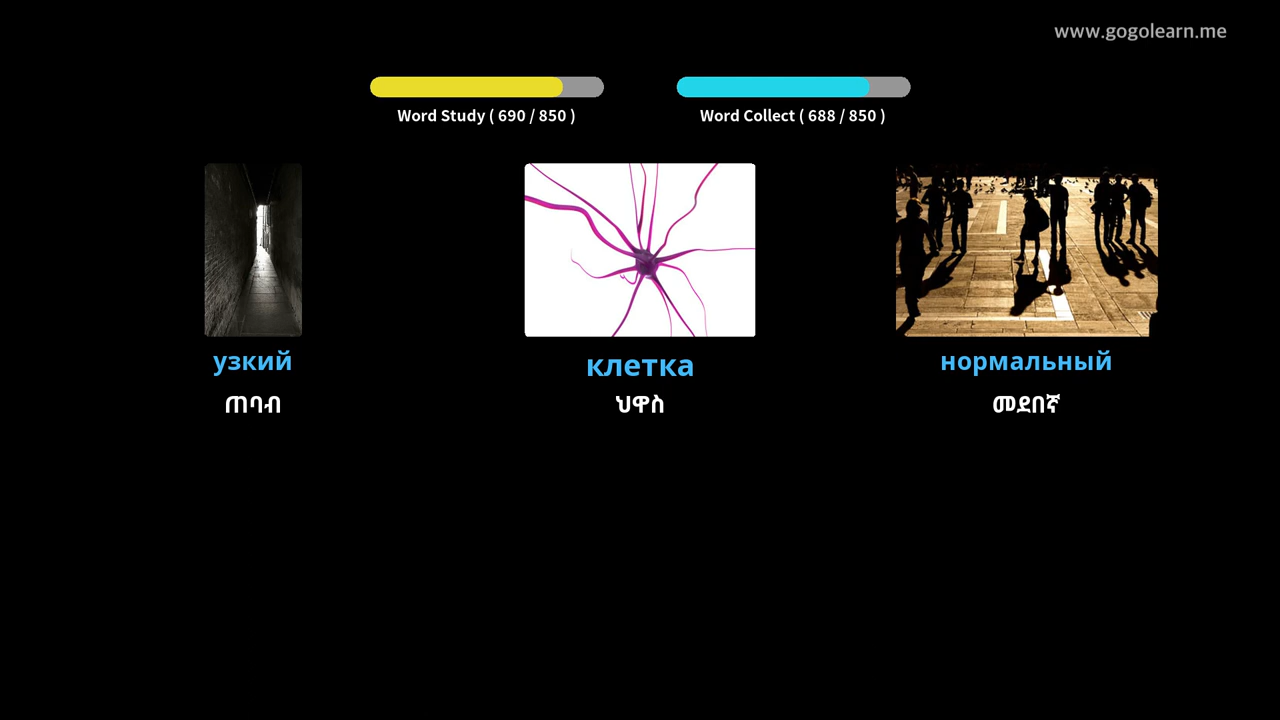 www.gogolearn.me
Word Study ( 690 / 850 )
Word Collect ( 688 / 850 )
узкий
клетка
нормальный
ጠባብ
ህዋስ
መደበኛ